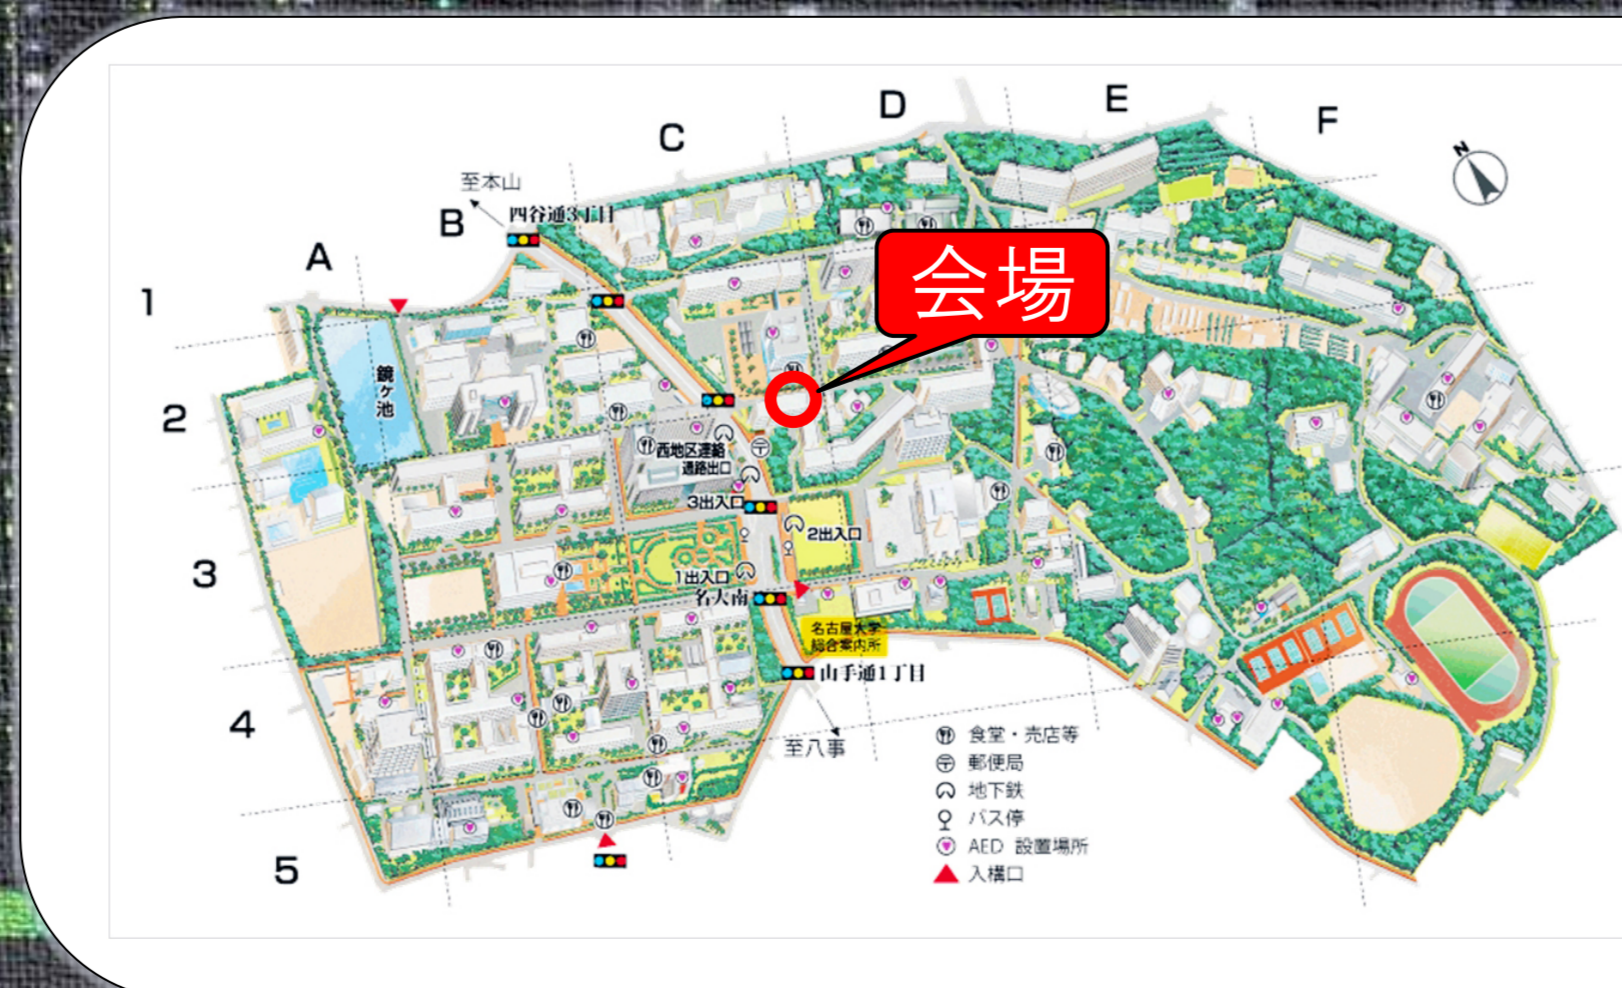 D
E
F
C
N
至本山
B
四谷通3丁目
A
会場
1
鏡ケ池
2
西地区連絡
通路出口
3出入口
2出入口
3
1出入口
名大南
名古屋大学
総合案内所
山手通1丁目
4
至八事
食堂・売店等
郵便局
地下鉄
バス停
AED 設置場所
入構口
5